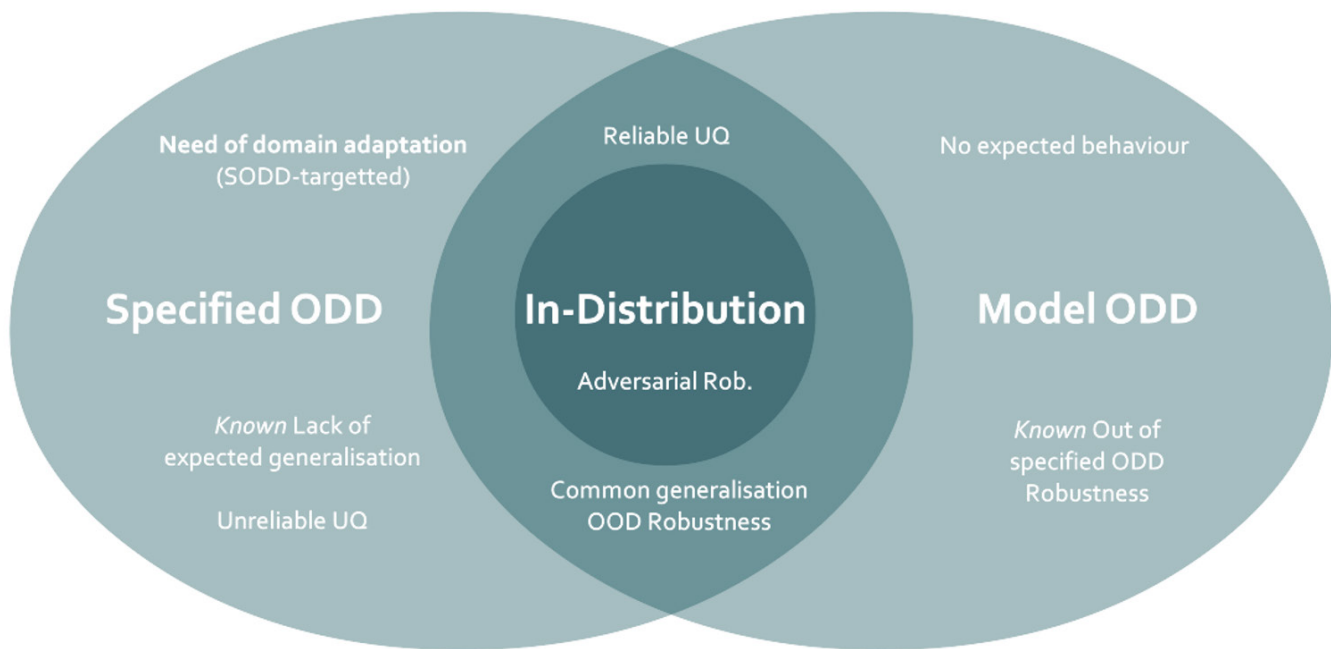 Need of domain adaptation
(SODD-targetted)
Specified ODD
Known Lack of
expected generalisation
Unreliable UQ
Reliable UQ
In-Distribution
Adversarial Rob.
Common generalisation
OOD Robustness
No expected behaviour
Model ODD
Known Out of
specified ODD
Robustness